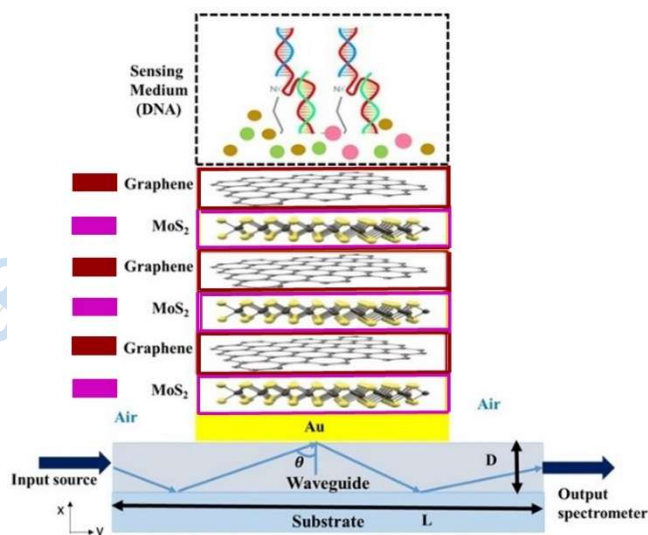 Sensing
Medium
(DNA)
N
N
Graphene
MoS₂
Graphene
MoS₂
Graphene
MoS₂
Air
Air
Au
Input source
θ
Waveguide
D
Output
spectrometer
Substrate
L
x
y